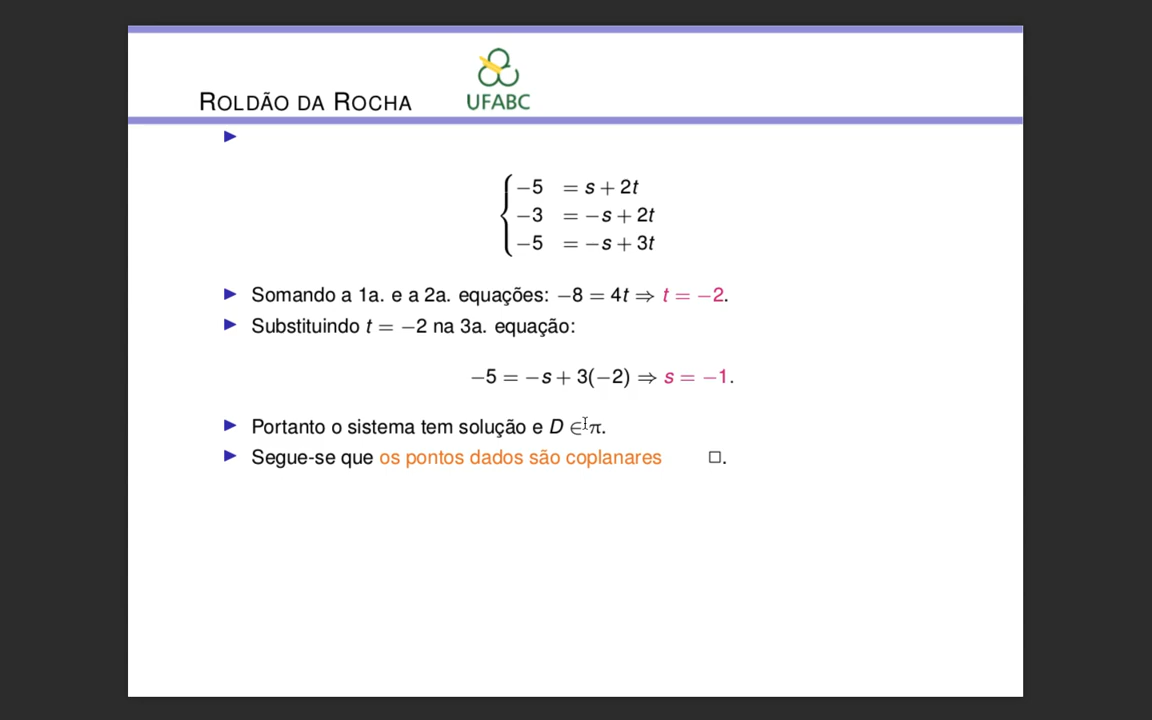 ROLDÃO DA ROCHA
UFABC
−5 = s + 2t
−3 = −s + 2t
−5 = −s + 3t
Somando a 1a. e a 2a. equações: −8 = 4t ⇒ t = −2.
Substituindo t = −2 na 3a. equação:
−5 = −s + 3(−2) ⇒ s = −1.
Portanto o sistema tem solução e D ∈ π.
Segue-se que os pontos dados são coplanares □.